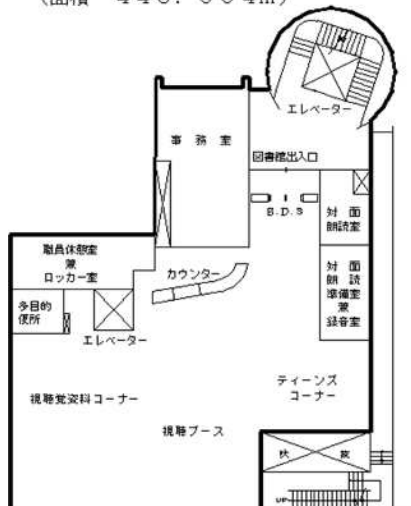 エレベーター
事 務 室
図書館出入口
B.D.S
対 面
朗読室
職員休憩室
兼
ロッカー室
カウンター
対 面
朗 読
準備室
兼
録音室
多目的
便所
エレベーター
ティーンズ
コーナー
視聴覚資料コーナー
視聴ブース
吹 抜
UP